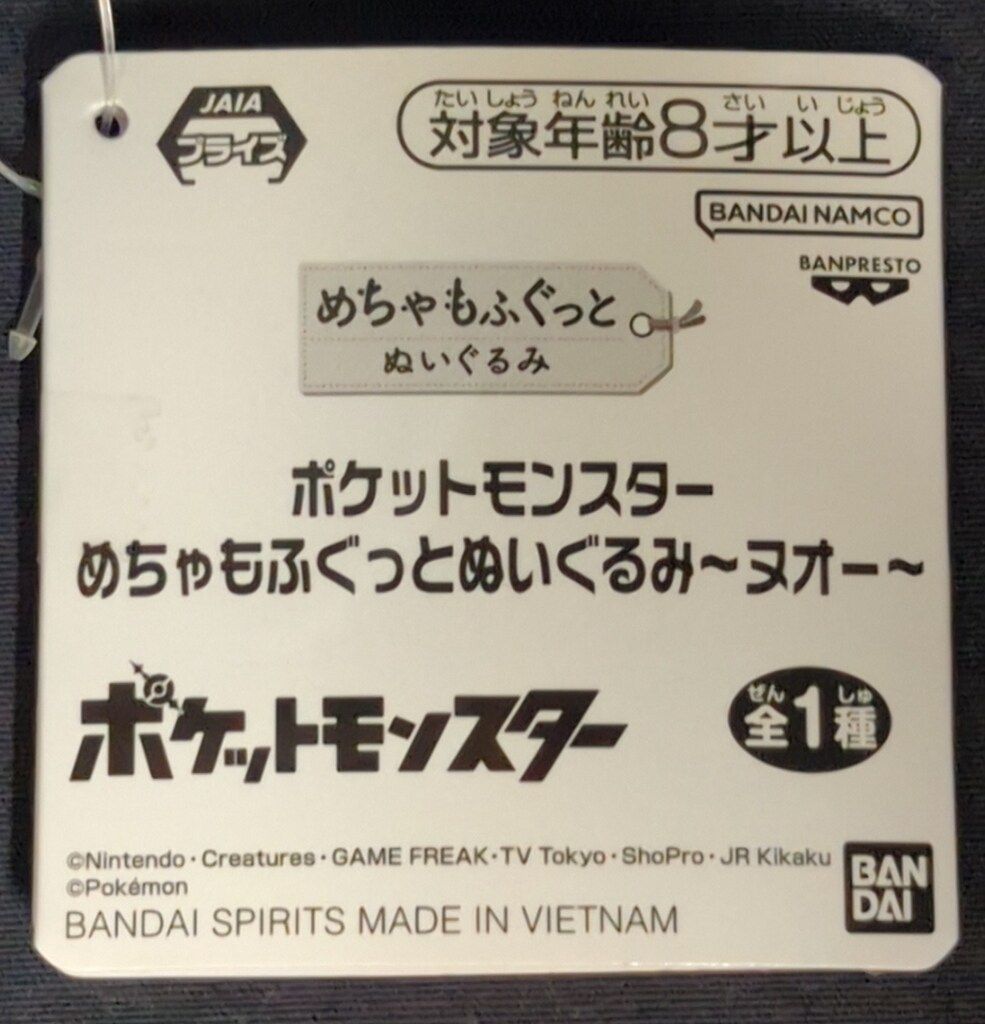 JAIA
プライズ
たいしょうねんれい さい いじょう
対象年齢8才以上
BANDAI NAMCO
BANPRESTO
めちゃもふぐっと
ぬいぐるみ
ポケットモンスター
めちゃもふぐっとぬいぐるみ～ヌオー～
ポケットモンスター
ぜん しゅ
全1種
©Nintendo・Creatures・GAME FREAK・TV Tokyo・ShoPro・JR Kikaku
©Pokémon
BANDAI SPIRITS MADE IN VIETNAM
BAN
DAI